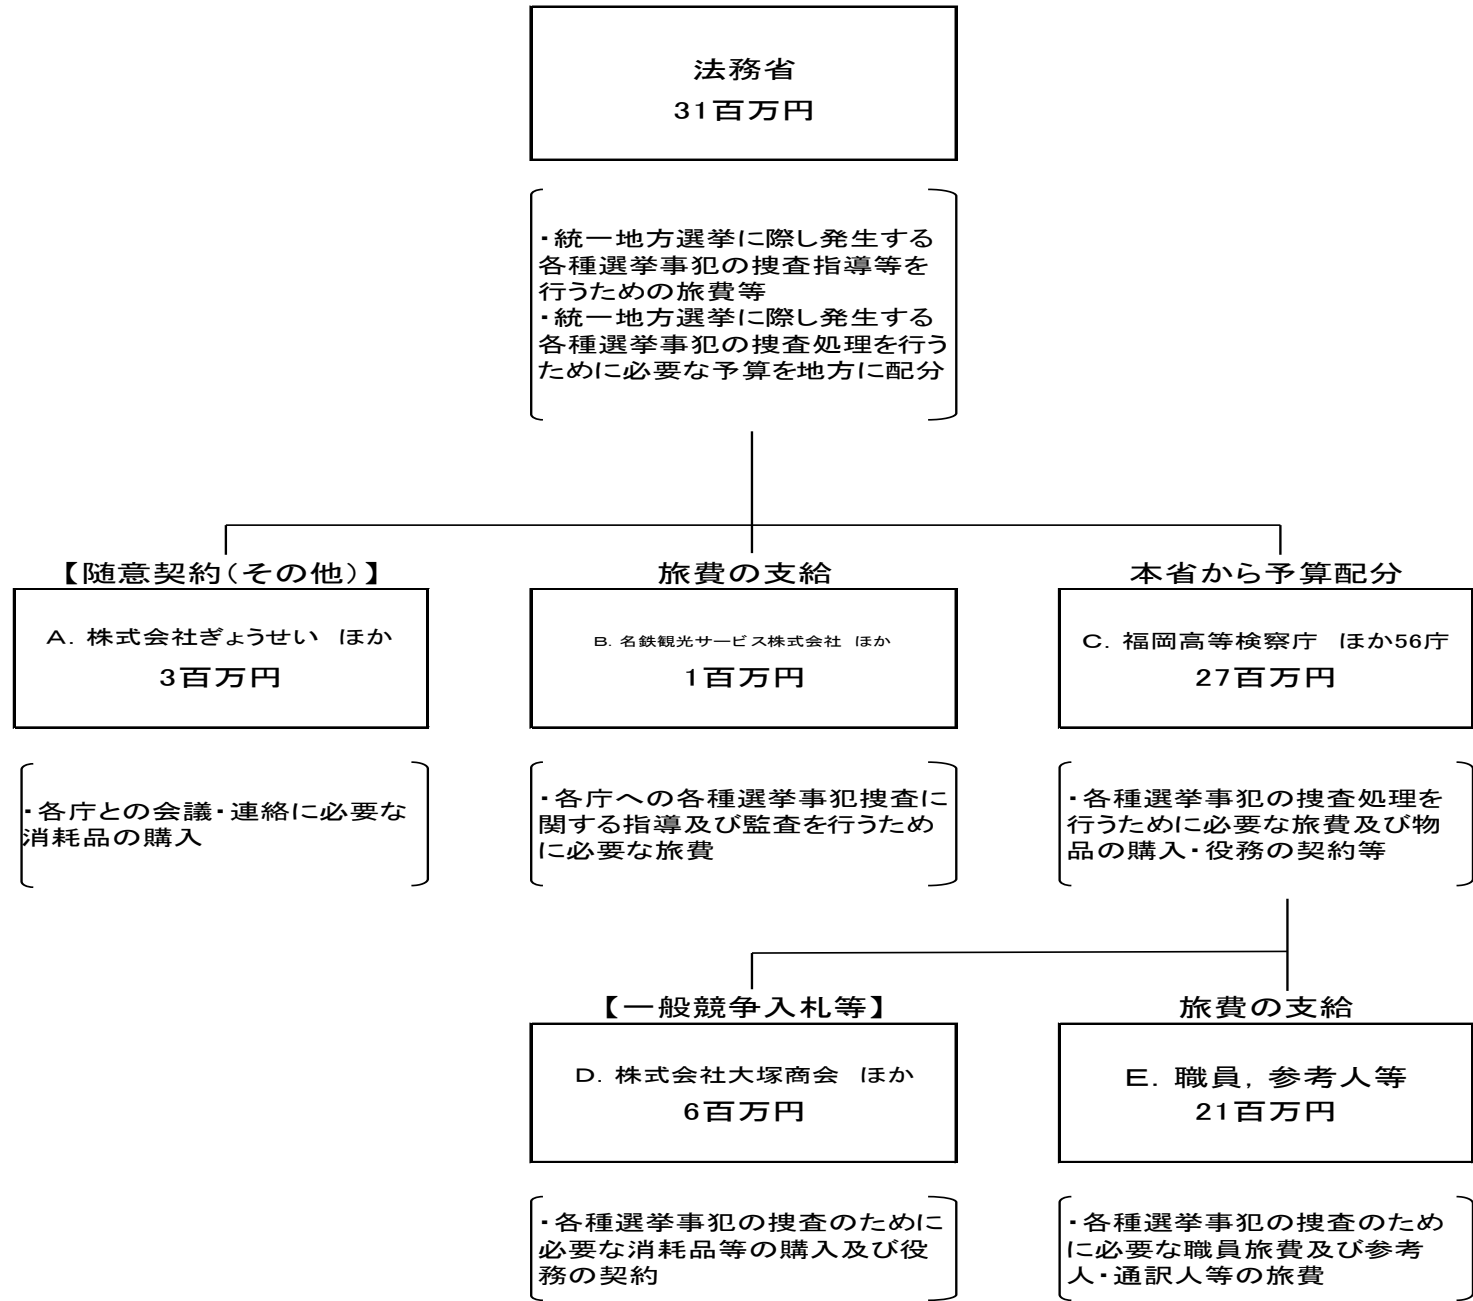 法務省
31百万円
・統一地方選挙に際し発生する
各種選挙事犯の捜査指導等を
行うための旅費等
・統一地方選挙に際し発生する
各種選挙事犯の捜査処理を行う
ために必要な予算を地方に配分
【随意契約(その他)】
A. 株式会社ぎょうせい　ほか
3百万円
・各庁との会議・連絡に必要な
消耗品の購入
旅費の支給
B. 名鉄観光サービス株式会社　ほか
1百万円
・各庁への各種選挙事犯捜査に
関する指導及び監査を行うため
に必要な旅費
本省から予算配分
C. 福岡高等検察庁　ほか56庁
27百万円
・各種選挙事犯の捜査処理を
行うために必要な旅費及び物
品の購入・役務の契約等
【一般競争入札等】
D. 株式会社大塚商会　ほか
6百万円
・各種選挙事犯の捜査のために
必要な消耗品等の購入及び役
務の契約
旅費の支給
E. 職員, 参考人等
21百万円
・各種選挙事犯の捜査のため
に必要な職員旅費及び参考
人・通訳人等の旅費